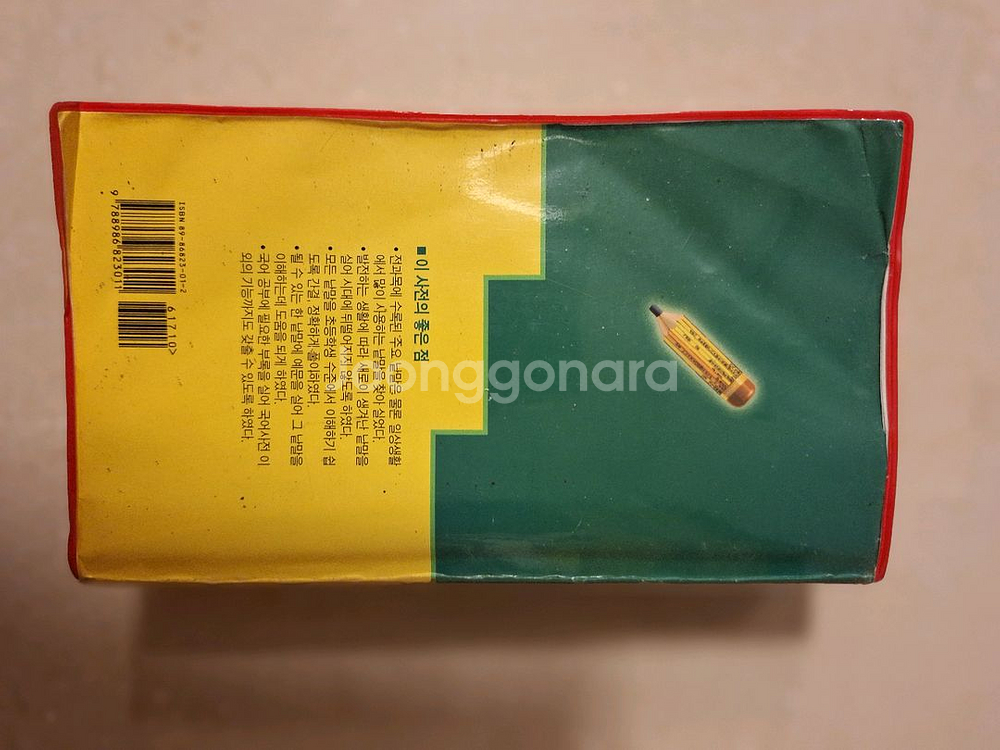 ■ 이 사전의 좋은 점
• 전과목에 수록된 주요 낱말은 물론 일상생활
에서 많이 사용하는 낱말을 찾아 실었다.
• 발전하는 생활에 따라 새로이 생겨난 낱말을
실어 시대에 뒤떨어지지 않도록 하였다.
• 모든 낱말을 초등학생 수준에서 이해하기 쉽
도록 간결, 정확하게 풀이하였다.
• 될 수 있는 한 낱말에 예문을 실어 그 낱말을
이해하는데 도움을 되게 하였다.
• 국어 공부에 필요한 부록을 실어 국어사전 이
외의 기능까지도 갖출 수 있도록 하였다.
ISBN 89-86823-01-2
9 788986 823011
61710>
joonggonara